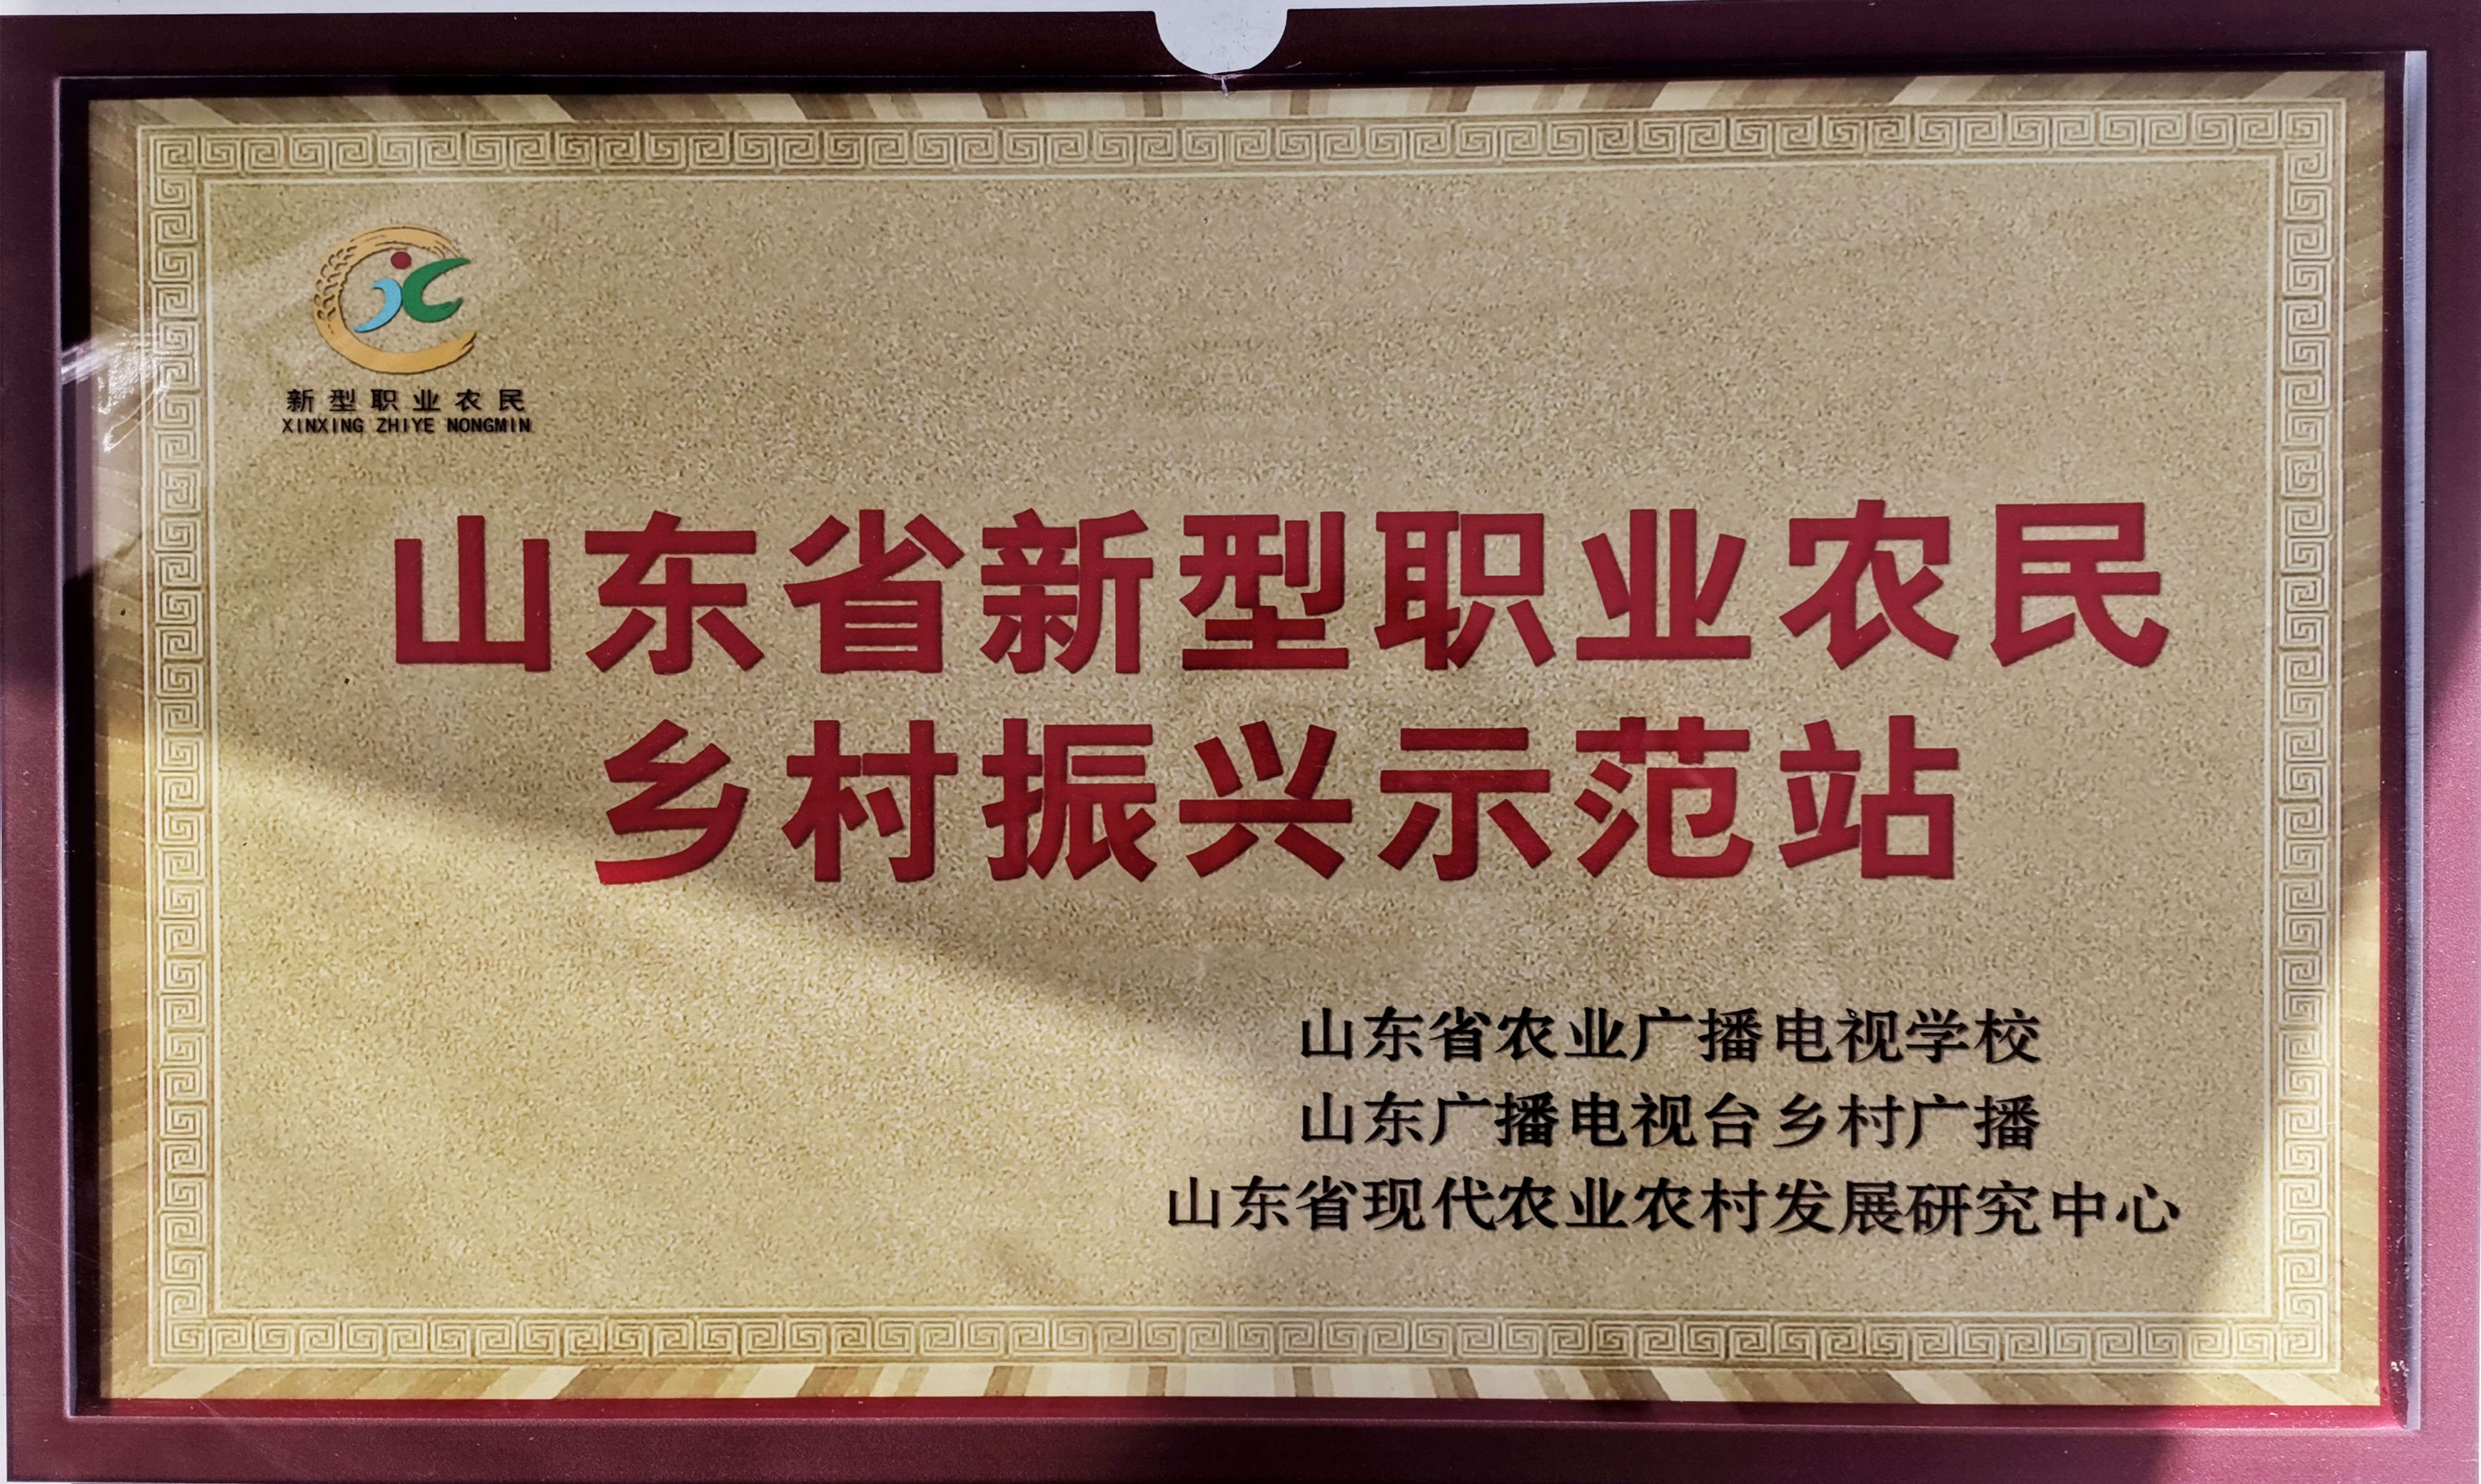 新型职业农民
XINXING ZHIYE NONGMIN
山东省新型职业农民
乡村振兴示范站
山东省农业广播电视学校
山东广播电视台乡村广播
山东省现代农业农村发展研究中心